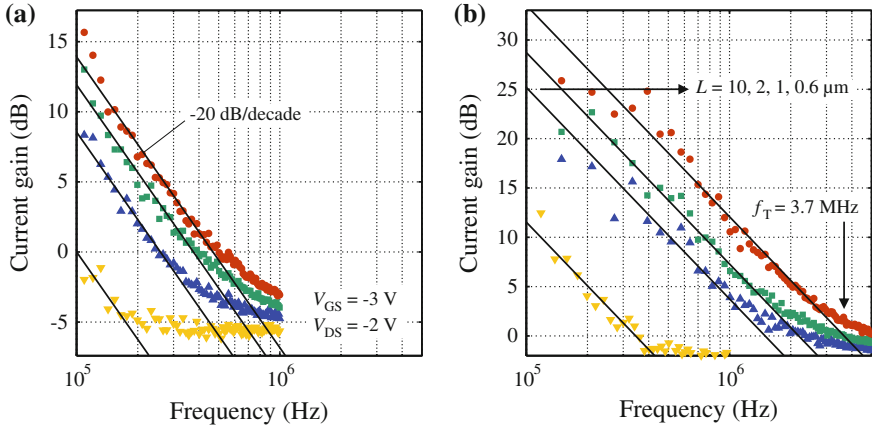 (a)
Current gain (dB)
15
10
5
0
-5
-20 dB/decade
V_GS = -3 V
V_DS = -2 V
10^5
10^6
Frequency (Hz)
(b)
Current gain (dB)
30
25
20
15
10
5
0
L = 10, 2, 1, 0.6 µm
f_T = 3.7 MHz
10^5
10^6
Frequency (Hz)